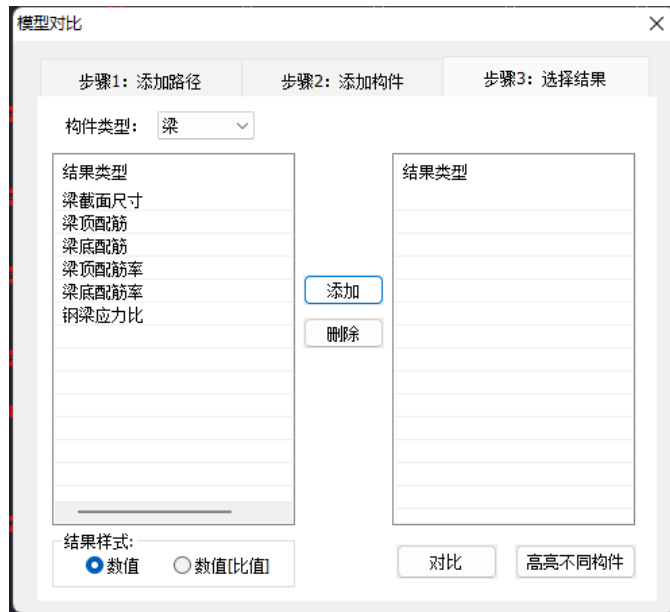 模型对比
步骤1: 添加路径 步骤2: 添加构件 步骤3: 选择结果
构件类型: 梁
结果类型 结果类型
梁截面尺寸
梁顶配筋
梁底配筋
梁顶配筋率
梁底配筋率
钢梁应力比
添加
删除
结果样式:
数值 数值[比值]
对比 高亮不同构件